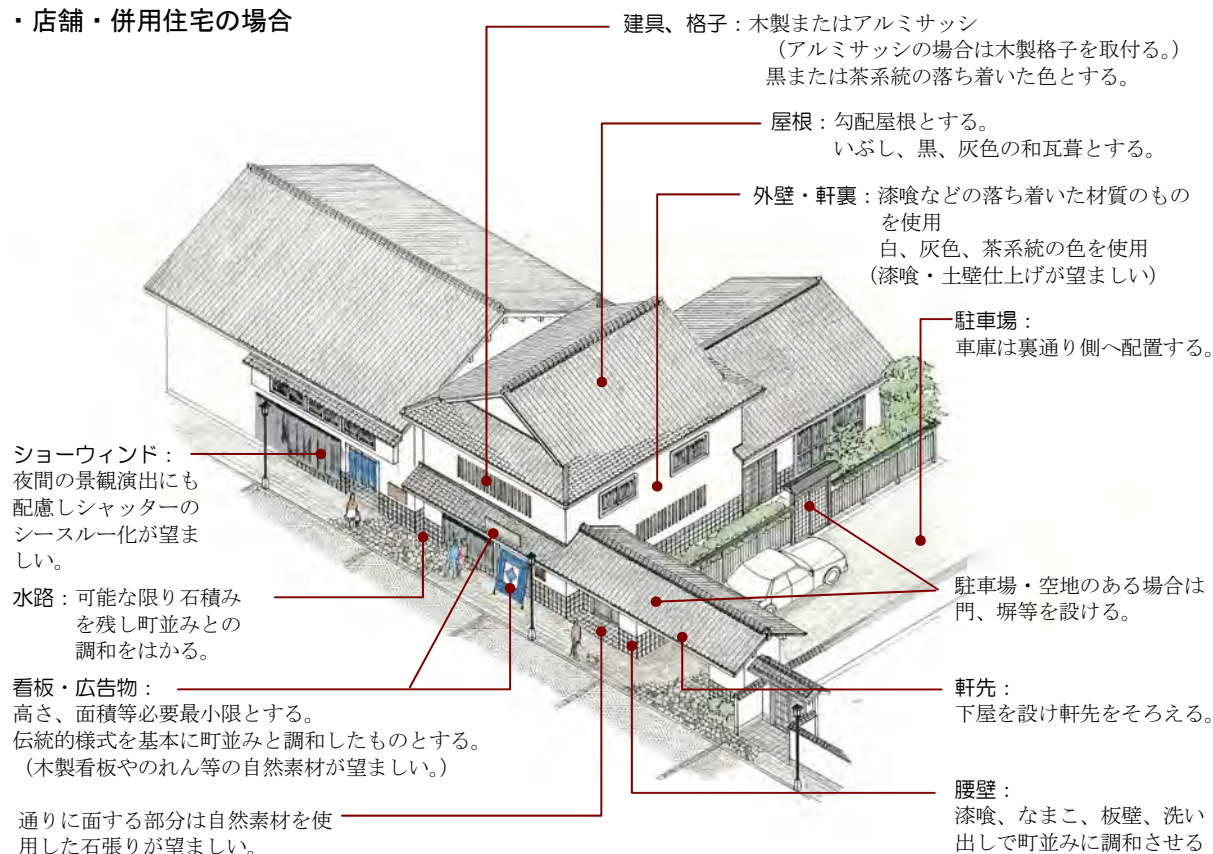 ・店舗・併用住宅の場合
建具、格子：木製またはアルミサッシ
（アルミサッシの場合は木製格子を取付る。）
黒または茶系統の落ち着いた色とする。
屋根：勾配屋根とする。
いぶし、黒、灰色の和瓦葺とする。
外壁・軒裏：漆喰などの落ち着いた材質のもの
を使用
白、灰色、茶系統の色を使用
（漆喰・土壁仕上げが望ましい）
駐車場：
車庫は裏通り側へ配置する。
ショーウィンド：
夜間の景観演出にも
配慮しシャッターの
シースルー化が望ま
しい。
水路：可能な限り石積み
を残し町並みとの
調和をはかる。
駐車場・空地のある場合は
門、塀等を設ける。
看板・広告物：
高さ、面積等必要最小限とする。
伝統的様式を基本に町並みと調和したものとする。
（木製看板やのれん等の自然素材が望ましい。）
軒先：
下屋を設け軒先をそろえる。
通りに面する部分は自然素材を使
用した石張りが望ましい。
腰壁：
漆喰、なまこ、板壁、洗い
出しで町並みに調和させる